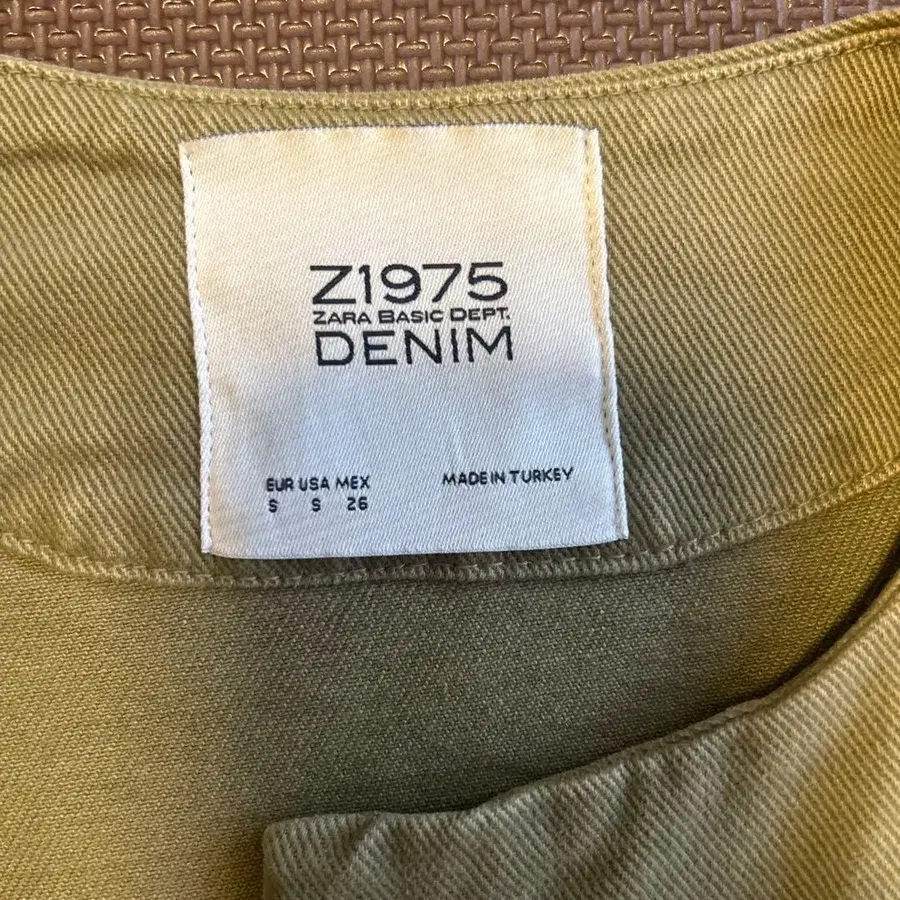 Z1975
ZARA BASIC DEPT.
DENIM
EUR USA MEX
S S 26
MADE IN TURKEY